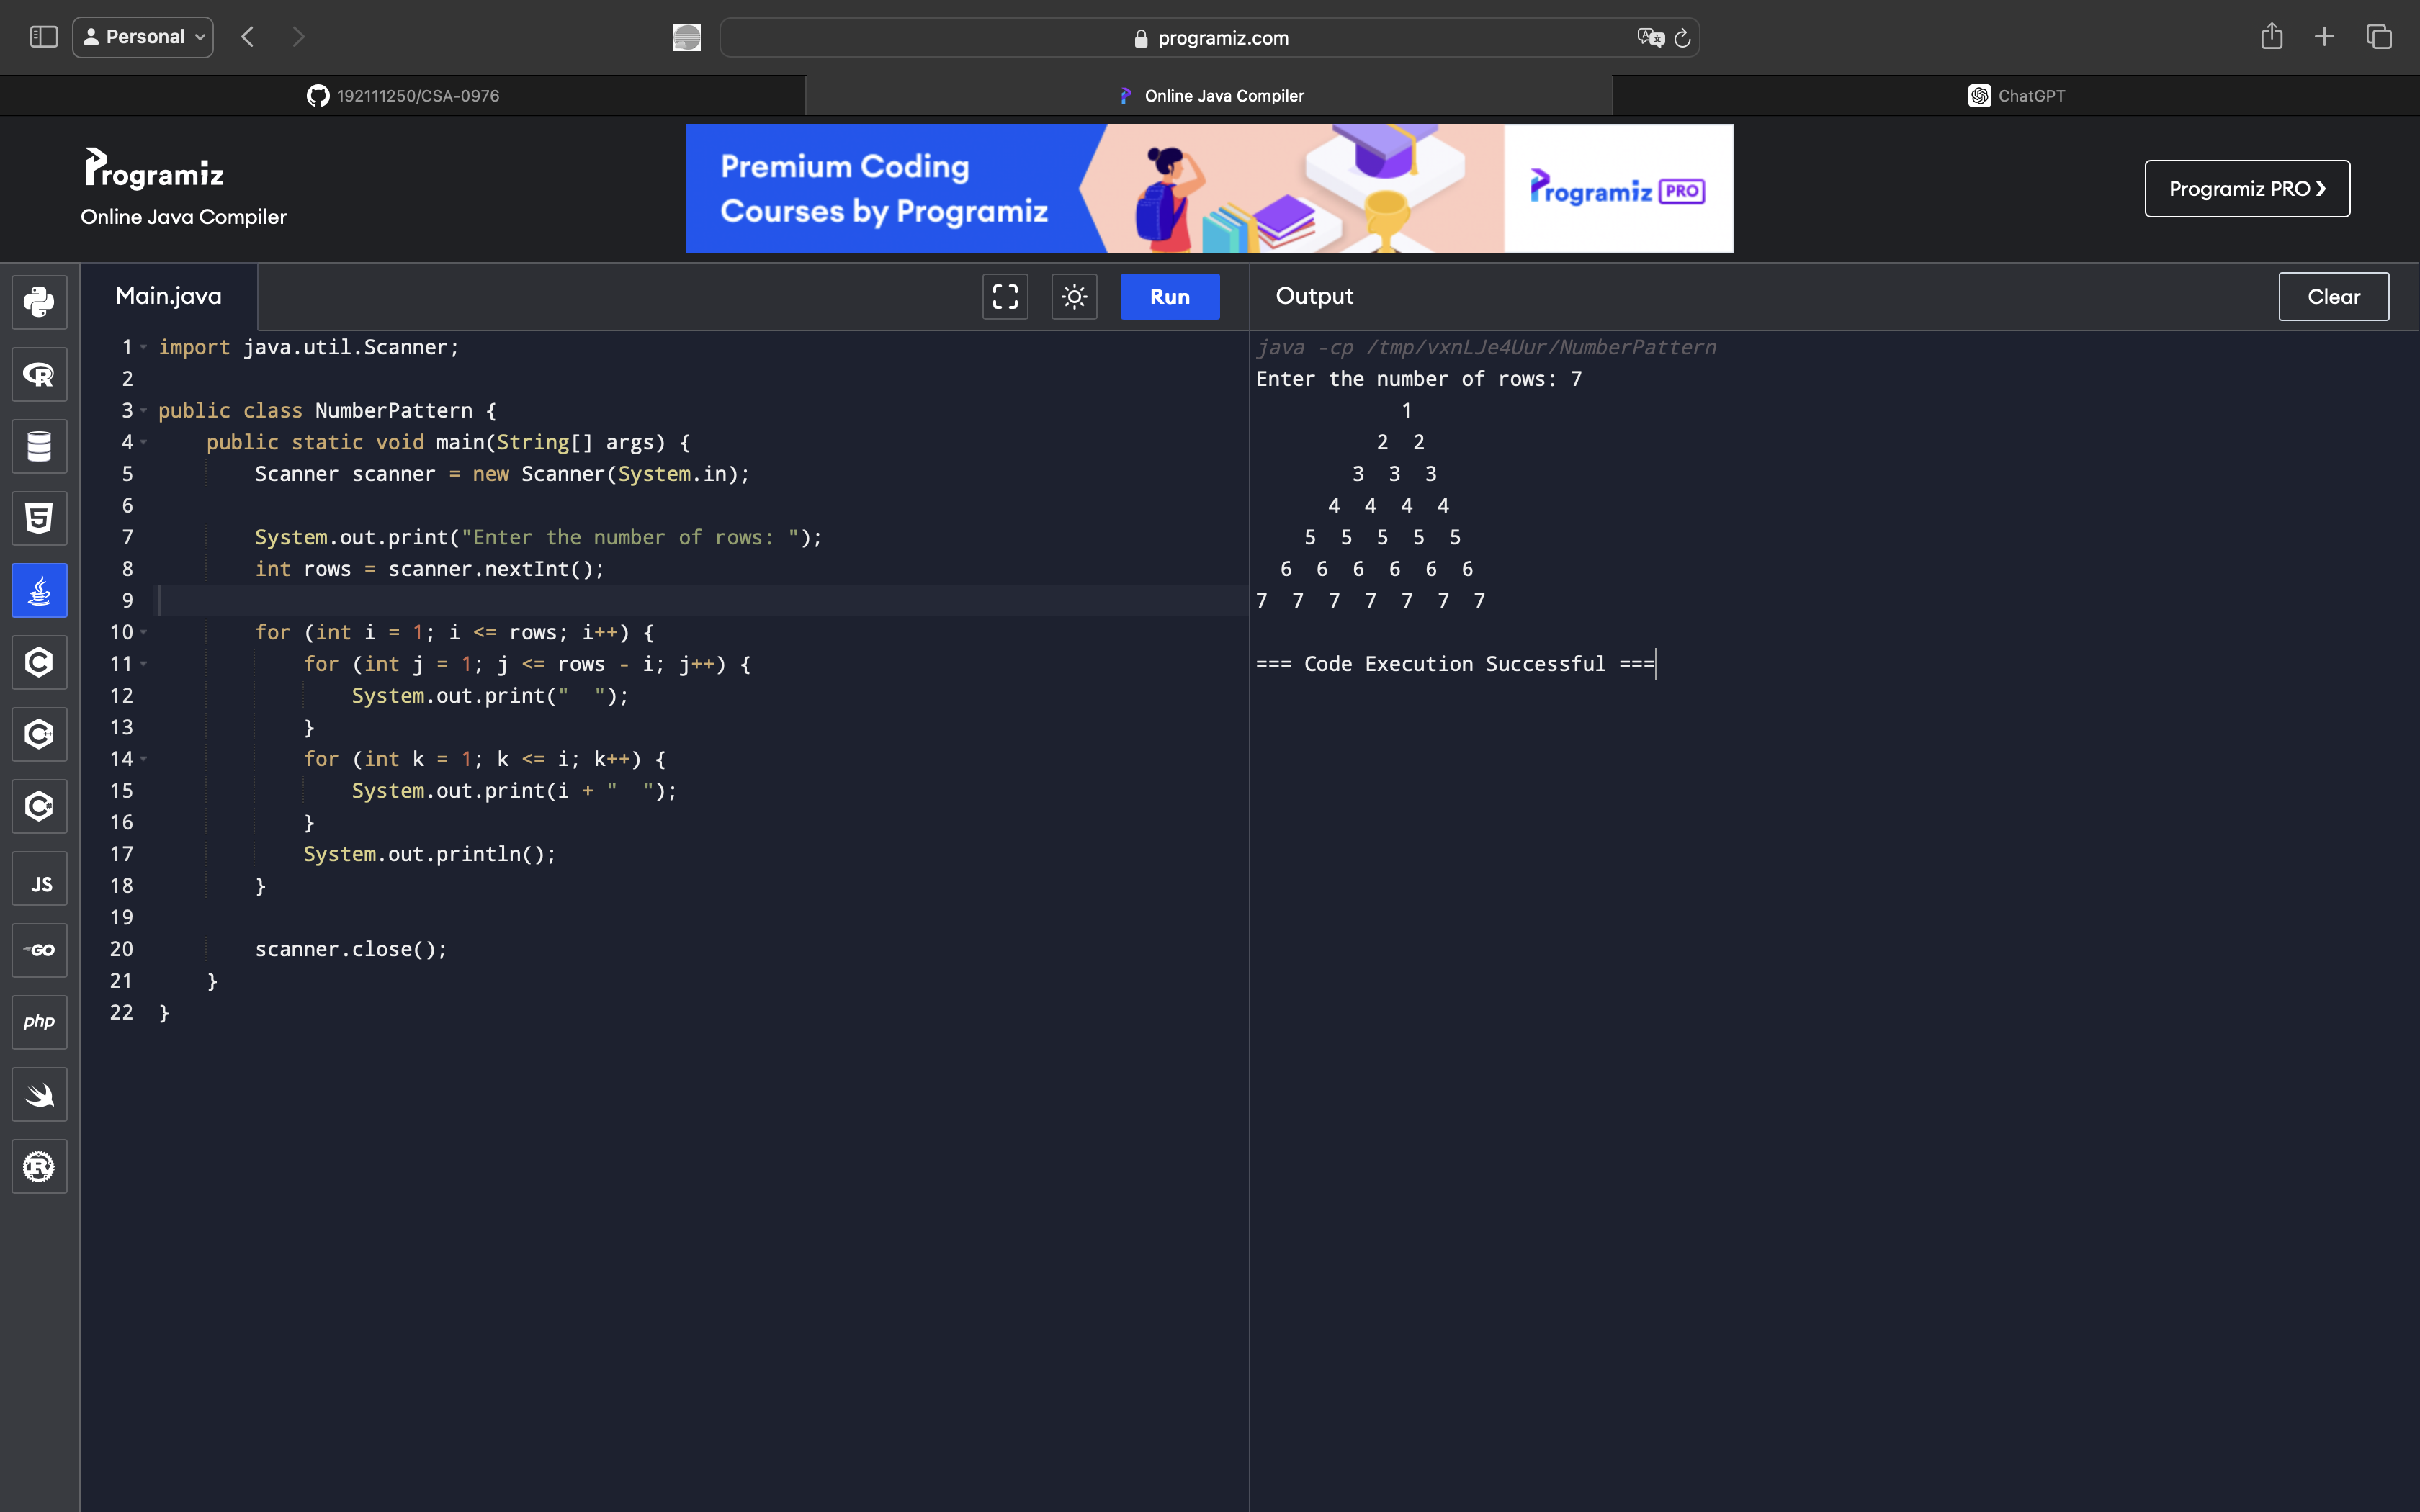 Personal
programiz.com
192111250/CSA-0976
Online Java Compiler
ChatGPT
Programiz
Online Java Compiler
Premium Coding
Courses by Programiz
Programiz PRO
Programiz PRO ❯
Main.java
Run
Output
Clear
1 import java.util.Scanner;
2
3 public class NumberPattern {
4     public static void main(String[] args) {
5         Scanner scanner = new Scanner(System.in);
6
7         System.out.print("Enter the number of rows: ");
8         int rows = scanner.nextInt();
9
10         for (int i = 1; i <= rows; i++) {
11             for (int j = 1; j <= rows - i; j++) {
12                 System.out.print("  ");
13             }
14             for (int k = 1; k <= i; k++) {
15                 System.out.print(i + "  ");
16             }
17             System.out.println();
18         }
19
20         scanner.close();
21     }
22 }
java -cp /tmp/vxnLJe4Uur/NumberPattern
Enter the number of rows: 7
            1
          2  2
        3  3  3
      4  4  4  4
    5  5  5  5  5
  6  6  6  6  6  6
7  7  7  7  7  7  7
=== Code Execution Successful ===
R
5
C
C++
C#
JS
GO
php
R